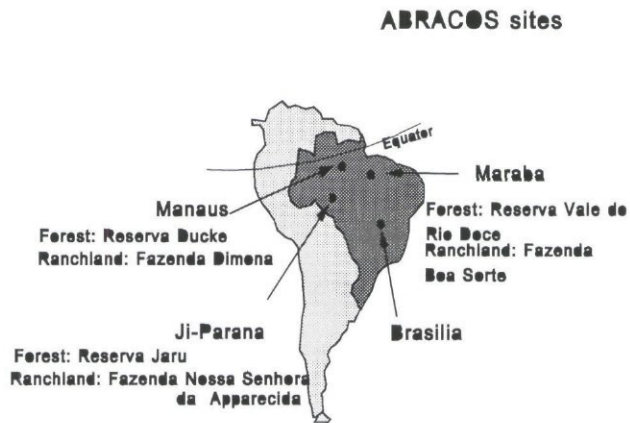 ABRACOS sites
Equator
Manaus
Forest: Reserva Ducke
Ranchland: Fazenda Dimona
Maraba
Forest: Reserva Vale do
Rio Doce
Ranchland: Fazenda
Boa Sorte
Ji-Parana
Forest: Reserva Jaru
Ranchland: Fazenda Nossa Senhora
da Apparecida
Brasilia